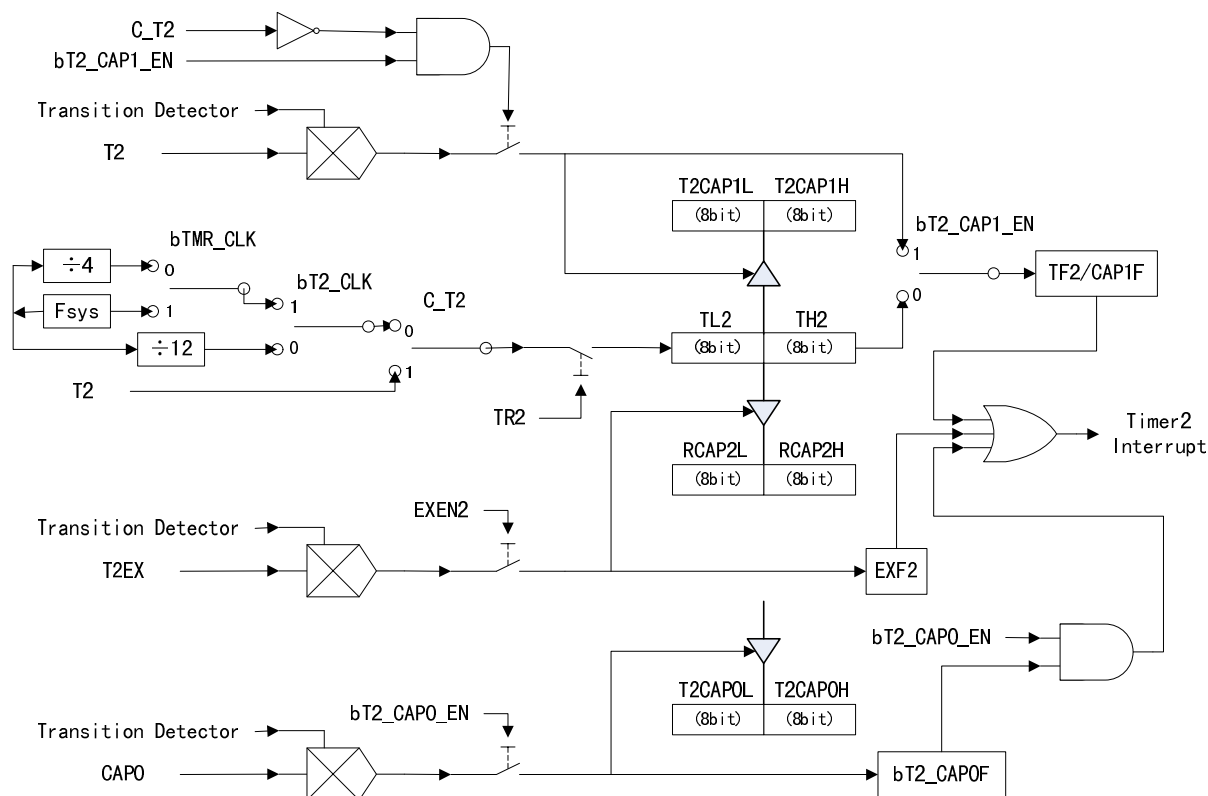 C_T2
bT2_CAP1_EN
Transition Detector
T2
T2CAP1L T2CAP1H
(8bit) (8bit)
bT2_CAP1_EN
1
0
TF2/CAP1F
bTMR_CLK
÷4
0
Fsys
1
bT2_CLK
1
÷12
0
C_T2
0
T2
1
TR2
TL2 TH2
(8bit) (8bit)
RCAP2L RCAP2H
(8bit) (8bit)
Timer2
Interrupt
EXEN2
Transition Detector
T2EX
EXF2
bT2_CAP0_EN
T2CAP0L T2CAP0H
(8bit) (8bit)
bT2_CAP0_EN
Transition Detector
CAP0
bT2_CAP0F